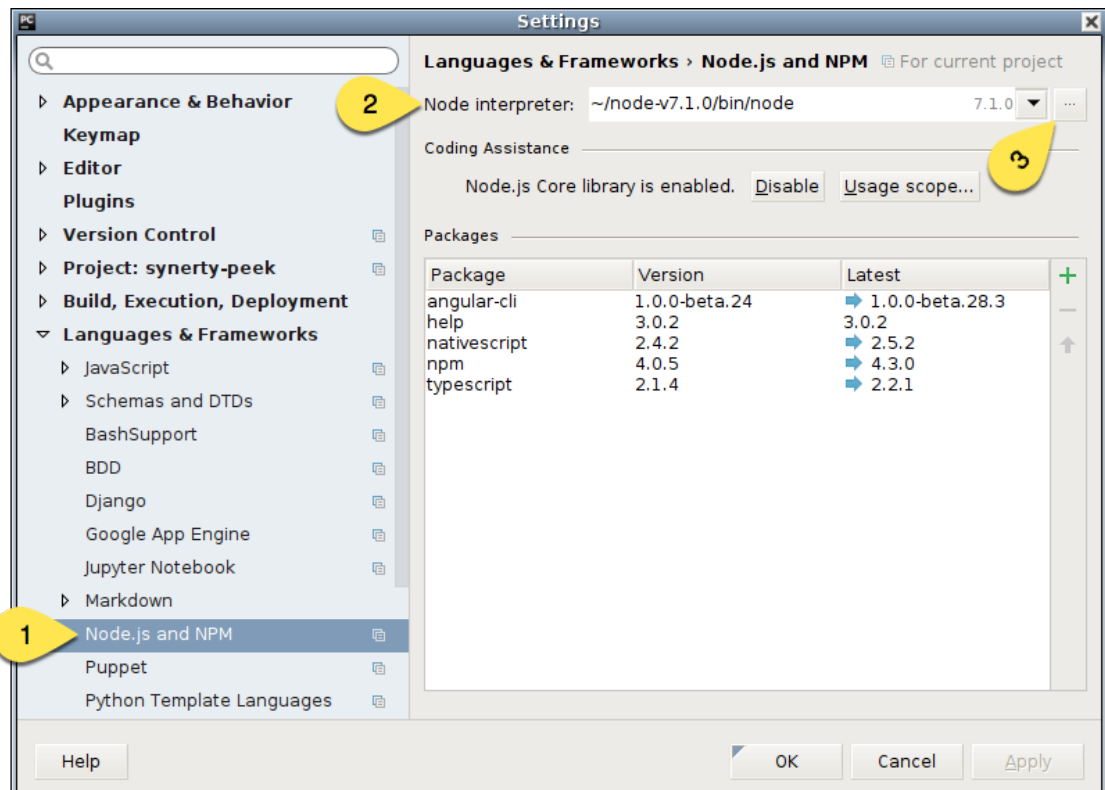 PC Settings
Languages & Frameworks › Node.js and NPM For current project
Appearance & Behavior
Keymap
Editor
Plugins
Version Control
Project: synerty-peek
Build, Execution, Deployment
Languages & Frameworks
JavaScript
Schemas and DTDs
BashSupport
BDD
Django
Google App Engine
Jupyter Notebook
Markdown
1 Node.js and NPM
Puppet
Python Template Languages
2 Node interpreter: ~/node-v7.1.0/bin/node 7.1.0 ...
3
Coding Assistance
Node.js Core library is enabled. Disable Usage scope...
Packages
Package Version Latest
angular-cli 1.0.0-beta.24 1.0.0-beta.28.3
help 3.0.2 3.0.2
nativescript 2.4.2 2.5.2
npm 4.0.5 4.3.0
typescript 2.1.4 2.2.1
Help OK Cancel Apply